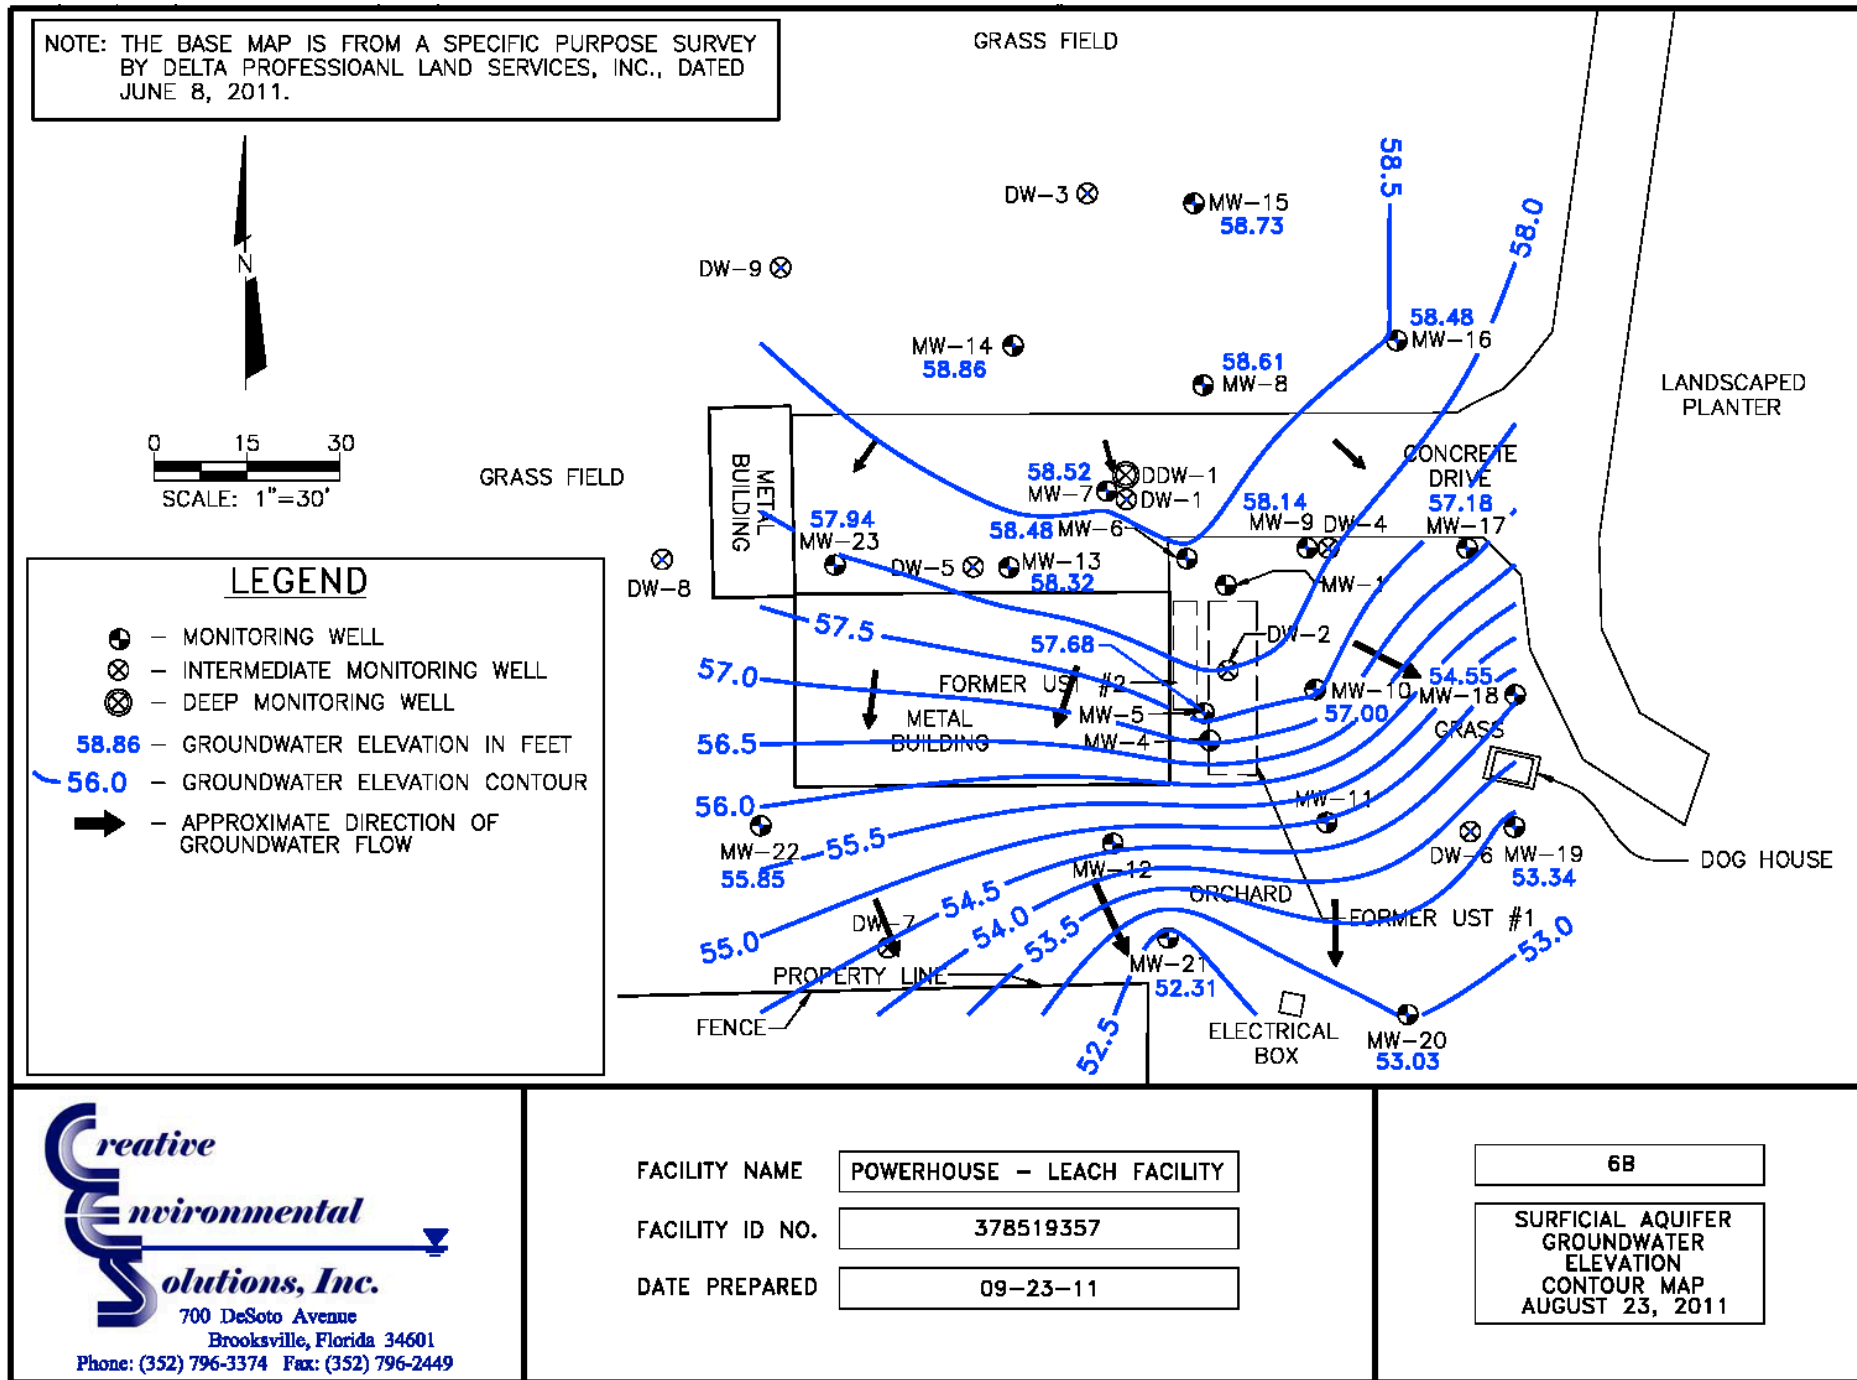 NOTE: THE BASE MAP IS FROM A SPECIFIC PURPOSE SURVEY
BY DELTA PROFESSIOANL LAND SERVICES, INC., DATED
JUNE 8, 2011.
GRASS FIELD
58.5
58.0
DW-3
MW-15
58.73
N
DW-9
58.48
MW-16
MW-14
58.86
58.61
MW-8
LANDSCAPED
PLANTER
0 15 30
SCALE: 1"=30'
GRASS FIELD
METAL
BUILDING
CONCRETE
DRIVE
58.52
MW-7
DDW-1
DW-1
57.94
MW-23
58.48 MW-6
58.14
MW-9 DW-4
57.18
MW-17
DW-8
DW-5
MW-13
58.32
MW-1
57.5
57.68
DW-2
57.0
FORMER UST #2
MW-10
57.00
54.55
MW-18
MW-5
METAL
BUILDING
GRASS
56.5
MW-4
56.0
MW-11
MW-22
55.85
55.5
MW-12
DW-6
MW-19
53.34
DOG HOUSE
54.5
54.0
53.5
ORCHARD
FORMER UST #1
53.0
DW-7
55.0
MW-21
52.31
PROPERTY LINE
FENCE
52.5
ELECTRICAL
BOX
MW-20
53.03
LEGEND
- MONITORING WELL
- INTERMEDIATE MONITORING WELL
- DEEP MONITORING WELL
58.86 - GROUNDWATER ELEVATION IN FEET
56.0 - GROUNDWATER ELEVATION CONTOUR
- APPROXIMATE DIRECTION OF
GROUNDWATER FLOW
Creative
Environmental
Solutions, Inc.
700 DeSoto Avenue
Brooksville, Florida 34601
Phone: (352) 796-3374 Fax: (352) 796-2449
FACILITY NAME POWERHOUSE - LEACH FACILITY
FACILITY ID NO. 378519357
DATE PREPARED 09-23-11
6B
SURFICIAL AQUIFER
GROUNDWATER
ELEVATION
CONTOUR MAP
AUGUST 23, 2011